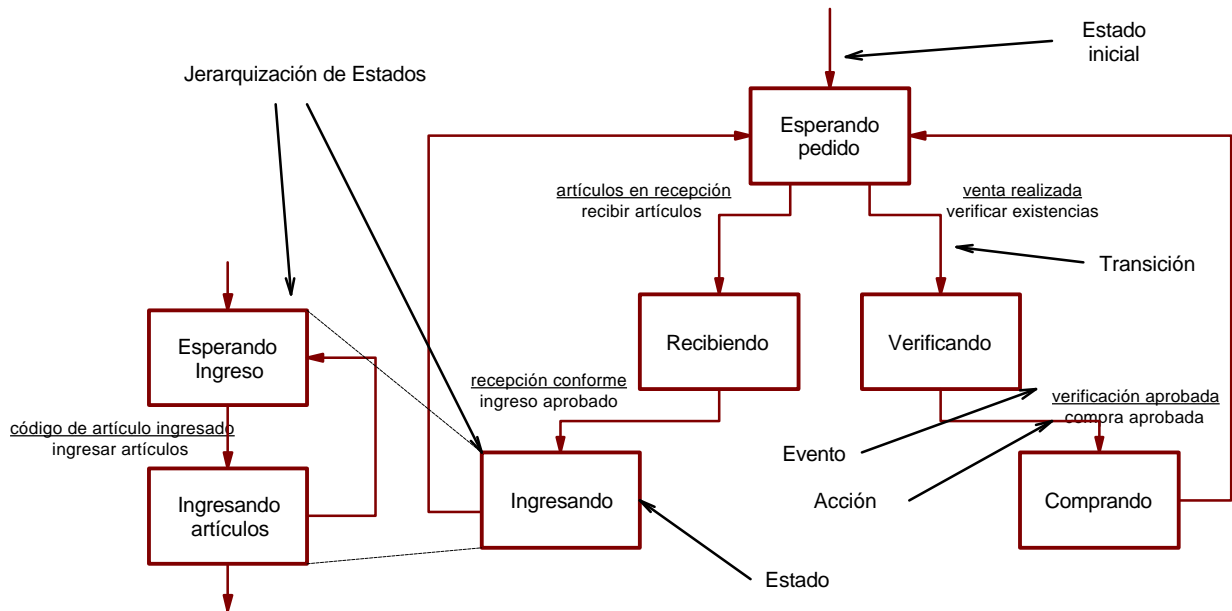 Estado
inicial
Jerarquización de Estados
Esperando
pedido
artículos en recepción
recibir artículos
venta realizada
verificar existencias
Transición
Esperando
Ingreso
Recibiendo
Verificando
recepción conforme
ingreso aprobado
verificación aprobada
compra aprobada
código de artículo ingresado
ingresar artículos
Evento
Ingresando
artículos
Ingresando
Acción
Comprando
Estado